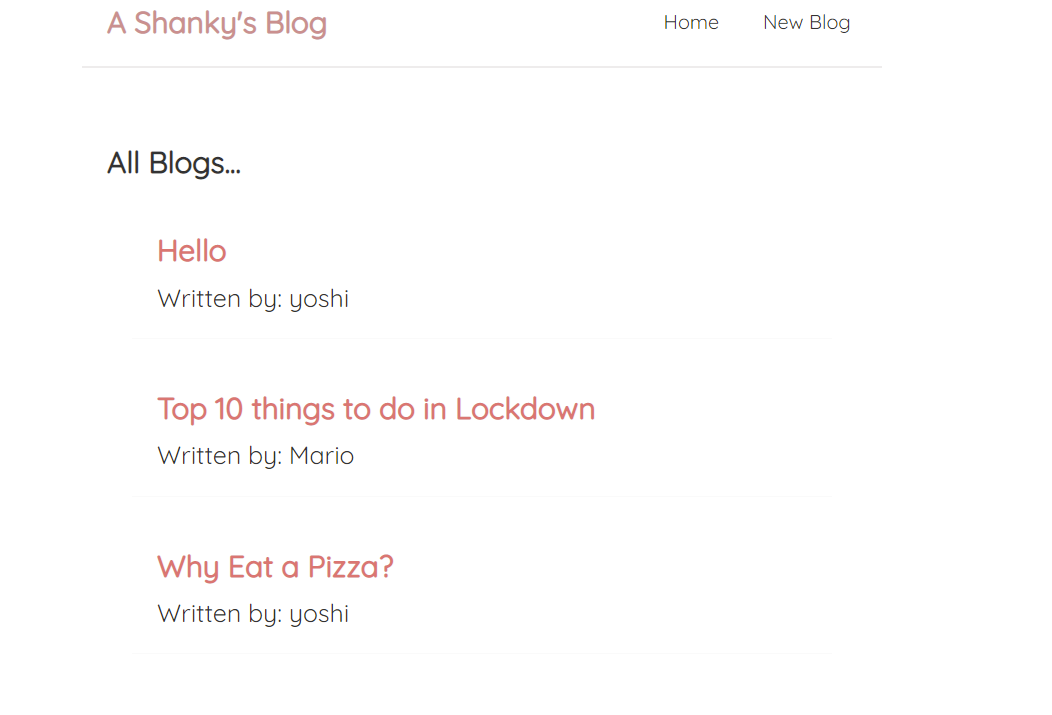 A Shanky's Blog
Home New Blog
All Blogs...
Hello
Written by: yoshi
Top 10 things to do in Lockdown
Written by: Mario
Why Eat a Pizza?
Written by: yoshi